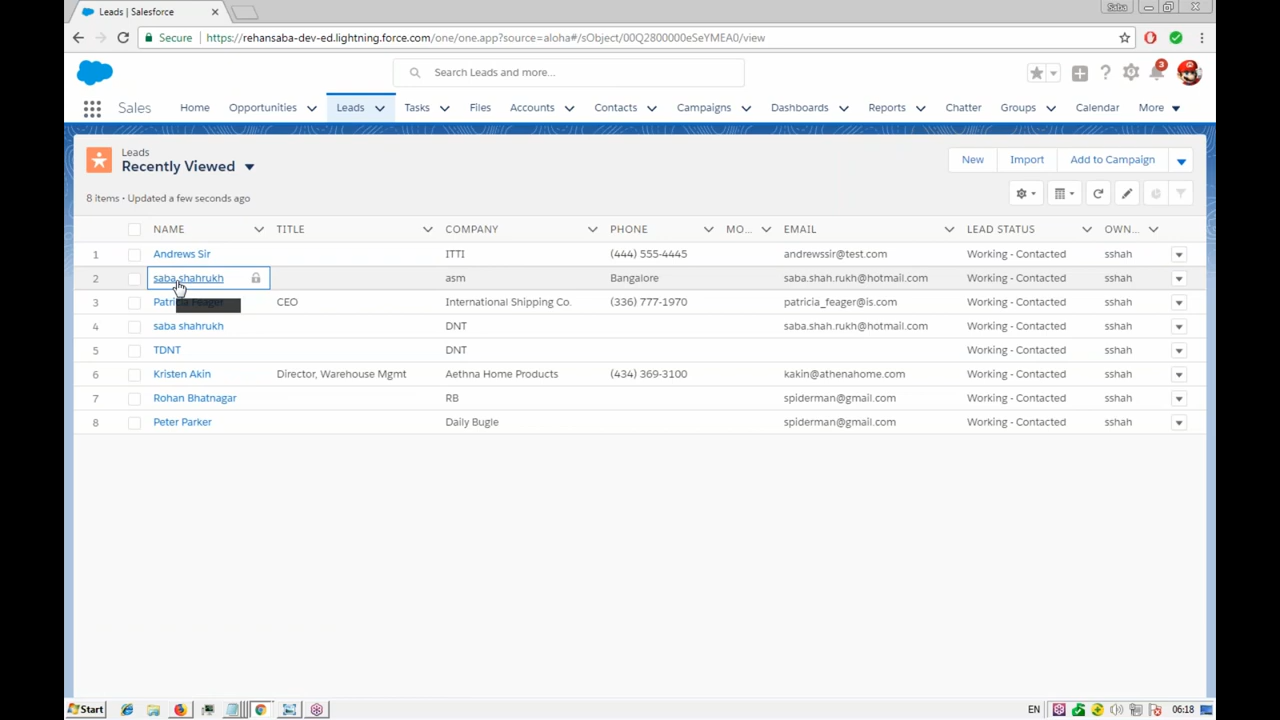 Leads | Salesforce
Saba
Secure https://rehansaba-dev-ed.lightning.force.com/one/one.app?source=aloha#/sObject/00Q2800000eSeYMEA0/view
Search Leads and more...
3
Sales Home Opportunities Leads Tasks Files Accounts Contacts Campaigns Dashboards Reports Chatter Groups Calendar More
Leads
Recently Viewed
New Import Add to Campaign
8 items • Updated a few seconds ago
NAME TITLE COMPANY PHONE MO... EMAIL LEAD STATUS OWN...
1 Andrews Sir ITTI (444) 555-4445 andrewssir@test.com Working - Contacted sshah
2 saba shahrukh asm Bangalore saba.shah.rukh@hotmail.com Working - Contacted sshah
3 Patricia Feager CEO International Shipping Co. (336) 777-1970 patricia_feager@is.com Working - Contacted sshah
4 saba shahrukh DNT saba.shah.rukh@hotmail.com Working - Contacted sshah
5 TDNT DNT Working - Contacted sshah
6 Kristen Akin Director, Warehouse Mgmt Aethna Home Products (434) 369-3100 kakin@athenahome.com Working - Contacted sshah
7 Rohan Bhatnagar RB spiderman@gmail.com Working - Contacted sshah
8 Peter Parker Daily Bugle spiderman@gmail.com Working - Contacted sshah
Start EN 06:18